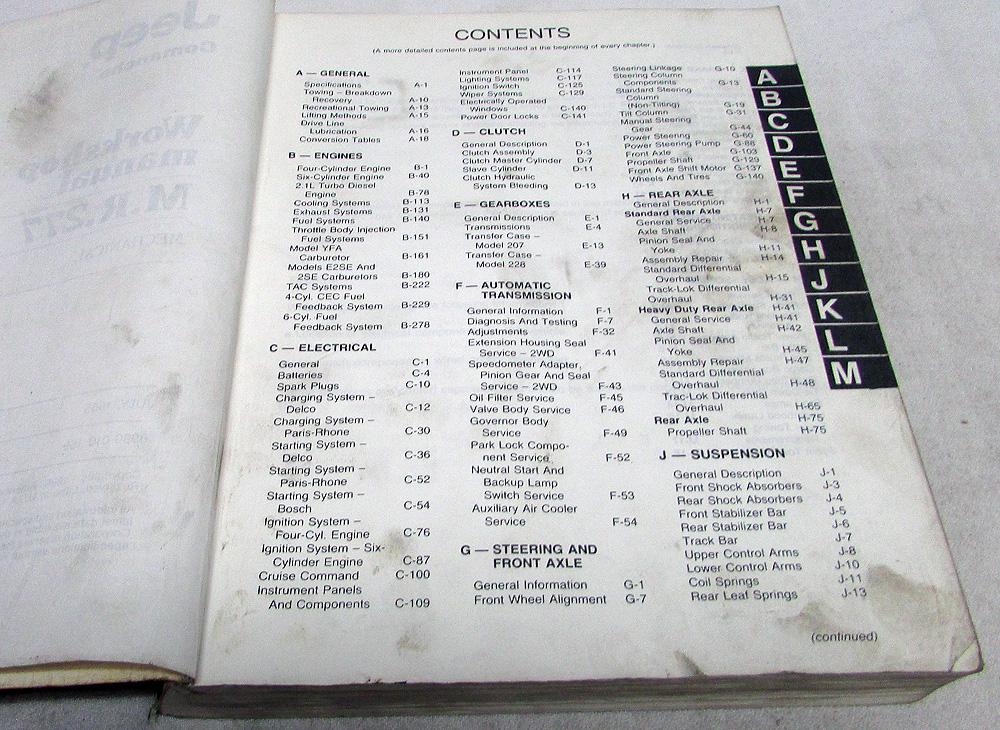 CONTENTS
(A more detailed contents page is included at the beginning of every chapter.)
A — GENERAL
Specifications A-1
Towing – Breakdown
Recovery A-10
Recreational Towing A-13
Lifting Methods A-15
Drive Line
Lubrication A-16
Conversion Tables A-18
B — ENGINES
Four-Cylinder Engine B-1
Six-Cylinder Engine B-40
2.1L Turbo Diesel
Engine B-78
Cooling Systems B-113
Exhaust Systems B-131
Fuel Systems B-140
Throttle Body Injection
Fuel Systems B-151
Model YFA
Carburetor B-161
Models E2SE And
2SE Carburetors B-180
TAC Systems B-222
4-Cyl. CEC Fuel
Feedback System B-229
6-Cyl. Fuel
Feedback System B-278
C — ELECTRICAL
General C-1
Batteries C-4
Spark Plugs C-10
Charging System –
Delco C-12
Charging System –
Paris-Rhone C-30
Starting System –
Delco C-36
Starting System –
Paris-Rhone C-52
Starting System –
Bosch C-54
Ignition System –
Four-Cyl. Engine C-76
Ignition System – Six-
Cylinder Engine C-87
Cruise Command C-100
Instrument Panels
And Components C-109
Instrument Panel C-114
Lighting Systems C-117
Ignition Switch C-125
Wiper Systems C-129
Electrically Operated
Windows C-140
Power Door Locks C-141
D — CLUTCH
General Description D-1
Clutch Assembly D-3
Clutch Master Cylinder D-7
Slave Cylinder D-11
Clutch Hydraulic
System Bleeding D-13
E — GEARBOXES
General Description E-1
Transmissions E-4
Transfer Case –
Model 207 E-13
Transfer Case –
Model 228 E-39
F — AUTOMATIC
TRANSMISSION
General Information F-1
Diagnosis And Testing F-7
Adjustments F-32
Extension Housing Seal
Service – 2WD F-41
Speedometer Adapter,
Pinion Gear And Seal
Service – 2WD F-43
Oil Filter Service F-45
Valve Body Service F-46
Governor Body
Service F-49
Park Lock Compo-
nent Service F-52
Neutral Start And
Backup Lamp
Switch Service F-53
Auxiliary Air Cooler
Service F-54
G — STEERING AND
FRONT AXLE
General Information G-1
Front Wheel Alignment G-7
Steering Linkage G-10
Steering Column
Components G-13
Standard Steering
Column
(Non-Tilting) G-19
Tilt Column G-31
Manual Steering
Gear G-44
Power Steering G-60
Power Steering Pump G-88
Front Axle G-103
Propeller Shaft G-129
Front Axle Shift Motor G-137
Wheels And Tires G-140
H — REAR AXLE
General Description H-1
Standard Rear Axle H-7
General Service H-7
Axle Shaft H-8
Pinion Seal And
Yoke H-11
Assembly Repair H-14
Standard Differential
Overhaul H-15
Track-Lok Differential
Overhaul H-31
Heavy Duty Rear Axle H-41
General Service H-41
Axle Shaft H-42
Pinion Seal And
Yoke H-45
Assembly Repair H-47
Standard Differential
Overhaul H-48
Trac-Lok Differential
Overhaul H-65
Rear Axle H-75
Propeller Shaft H-75
J — SUSPENSION
General Description J-1
Front Shock Absorbers J-3
Rear Shock Absorbers J-4
Front Stabilizer Bar J-5
Rear Stabilizer Bar J-6
Track Bar J-7
Upper Control Arms J-8
Lower Control Arms J-10
Coil Springs J-11
Rear Leaf Springs J-13
(continued)
A
B
C
D
E
F
G
H
J
K
L
M
Jeep